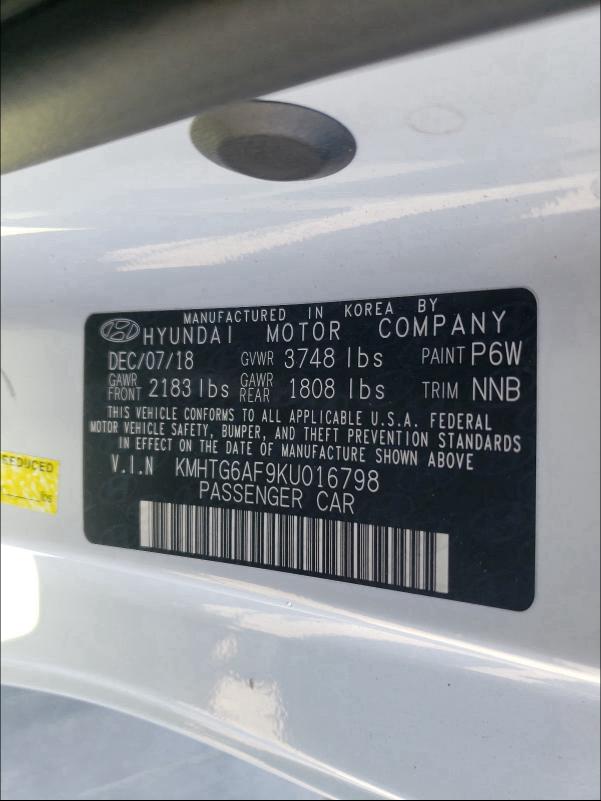 MANUFACTURED IN KOREA BY
HYUNDAI MOTOR COMPANY
DEC/07/18 GVWR 3748 lbs PAINT P6W
GAWR FRONT 2183 lbs GAWR REAR 1808 lbs TRIM NNB
THIS VEHICLE CONFORMS TO ALL APPLICABLE U.S.A. FEDERAL
MOTOR VEHICLE SAFETY, BUMPER, AND THEFT PREVENTION STANDARDS
IN EFFECT ON THE DATE OF MANUFACTURE SHOWN ABOVE
V.I.N KMHTG6AF9KU016798
PASSENGER CAR